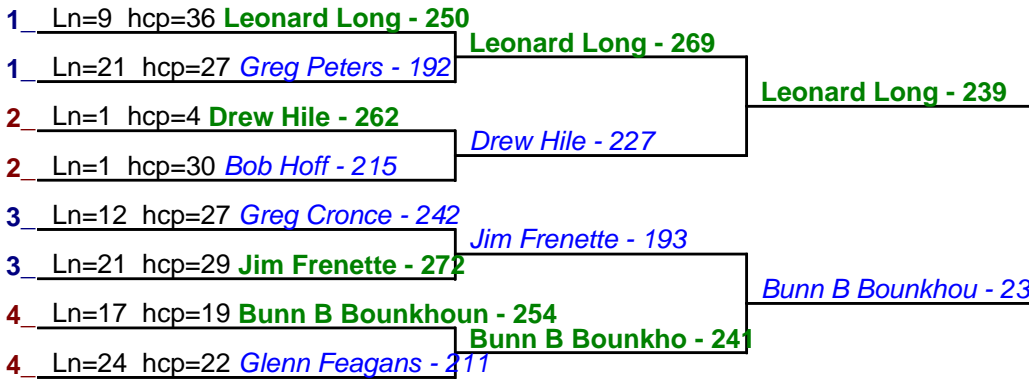 1_ Ln=9 hcp=36 Leonard Long - 250
Leonard Long - 269
1_ Ln=21 hcp=27 Greg Peters - 192
Leonard Long - 239
2_ Ln=1 hcp=4 Drew Hile - 262
Drew Hile - 227
2_ Ln=1 hcp=30 Bob Hoff - 215
3_ Ln=12 hcp=27 Greg Cronce - 242
Jim Frenette - 193
3_ Ln=21 hcp=29 Jim Frenette - 272
Bunn B Bounkhou - 23
4_ Ln=17 hcp=19 Bunn B Bounkhoun - 254
Bunn B Bounkho - 241
4_ Ln=24 hcp=22 Glenn Feagans - 211